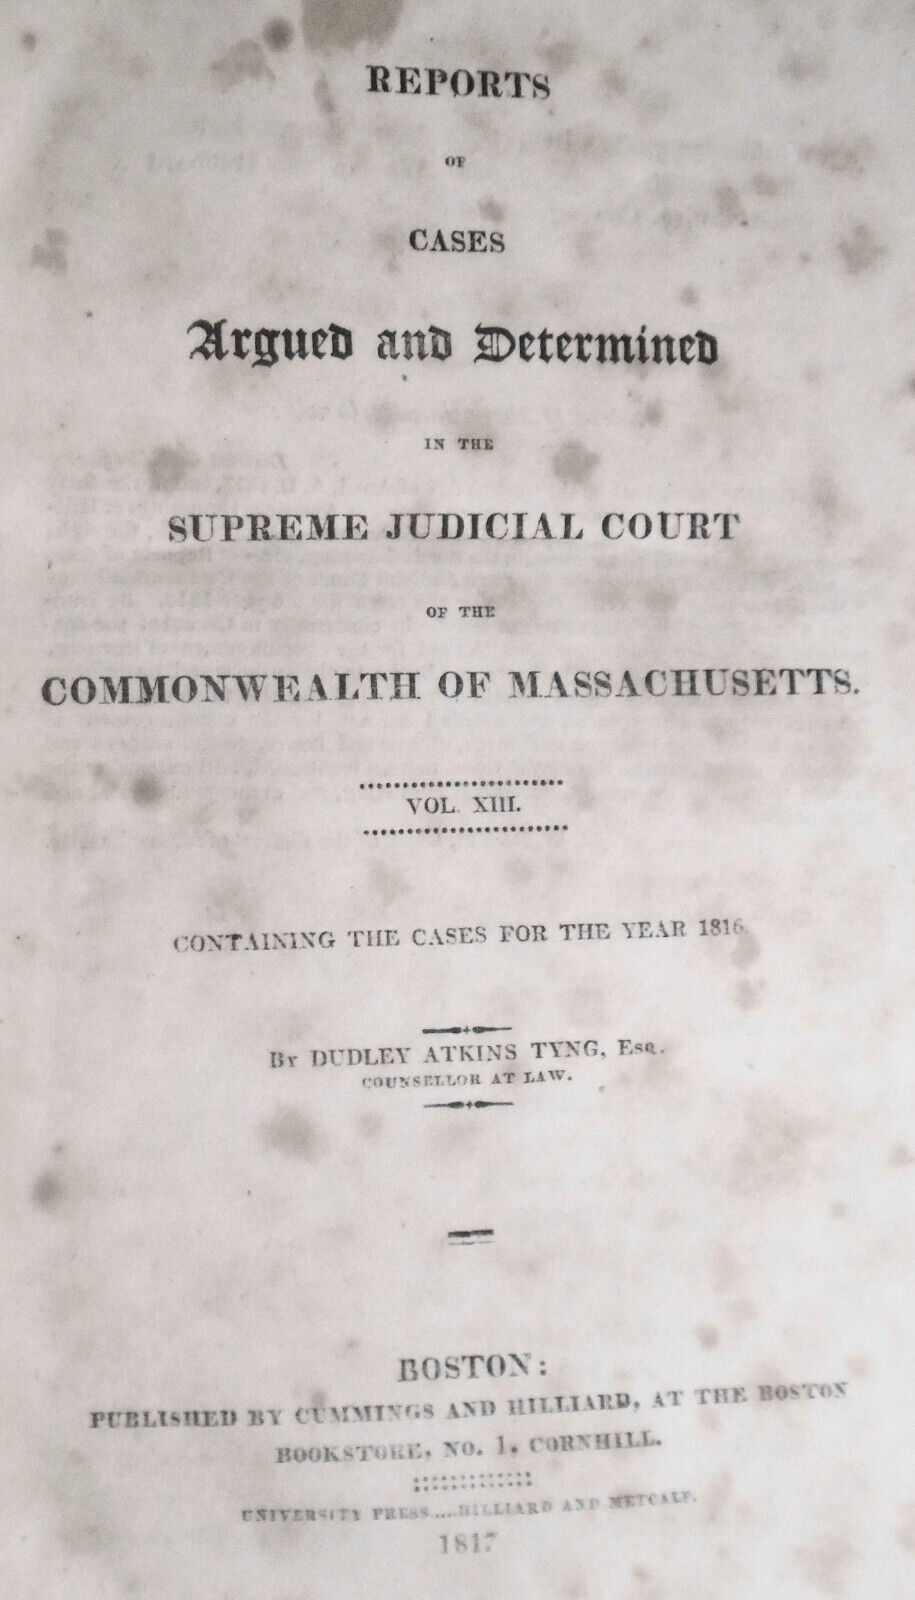 REPORTS
OF
CASES
Argued and Determined
IN THE
SUPREME JUDICIAL COURT
OF THE
COMMONWEALTH OF MASSACHUSETTS.
VOL. XIII.
CONTAINING THE CASES FOR THE YEAR 1816
By DUDLEY ATKINS TYNG, Esq.
COUNSELLOR AT LAW.
BOSTON:
PUBLISHED BY CUMMINGS AND HILLIARD, AT THE BOSTON
BOOKSTORE, NO. 1, CORNHILL.
UNIVERSITY PRESS.....HILLIARD AND METCALF.
1817